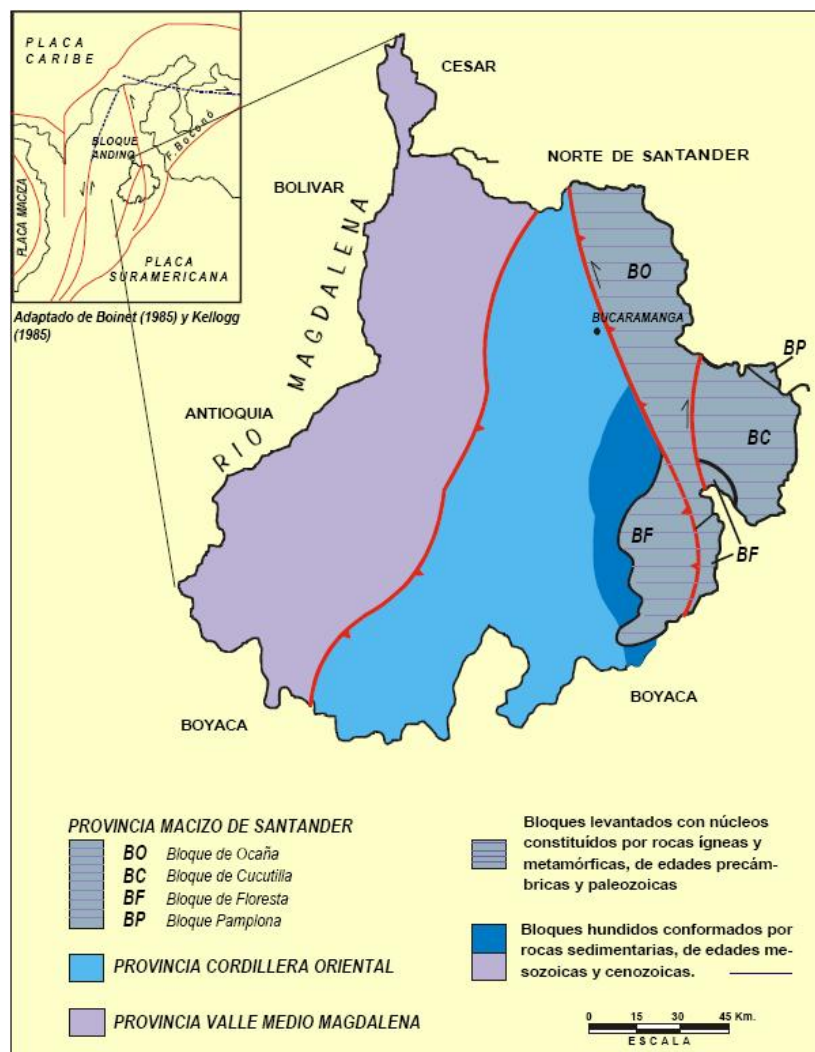 PLACA
CARIBE
BLOQUE
ANDINO
F. Boconó
PLACA MACIZA
PLACA
SURAMERICANA
Adaptado de Boinet (1985) y Kellogg
(1985)
CESAR
NORTE DE SANTANDER
BOLIVAR
RIO MAGDALENA
ANTIOQUIA
BO
BUCARAMANGA
BP
BC
BF
BF
BOYACA
BOYACA
PROVINCIA MACIZO DE SANTANDER
BO Bloque de Ocaña
BC Bloque de Cucutilla
BF Bloque de Floresta
BP Bloque Pamplona
PROVINCIA CORDILLERA ORIENTAL
PROVINCIA VALLE MEDIO MAGDALENA
Bloques levantados con núcleos
constituídos por rocas ígneas y
metamórficas, de edades precám-
bricas y paleozoicas
Bloques hundidos conformados por
rocas sedimentarias, de edades me-
sozoicas y cenozoicas.
0 15 30 45 Km.
ESCALA